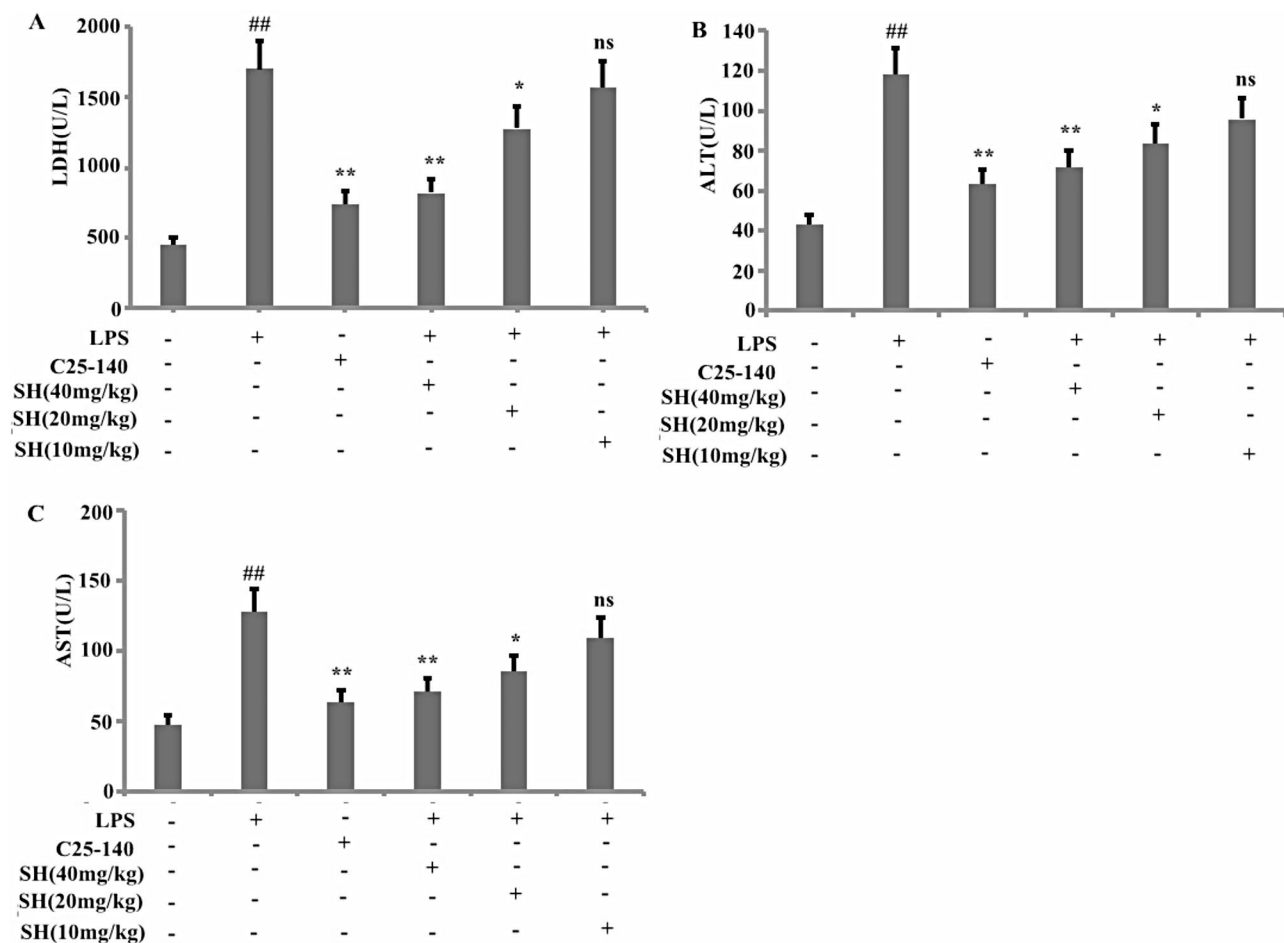 A
2000
1500
1000
500
0
LDH(U/L)
##
**
**
*
ns
LPS - + - + + +
C25-140 - - + - - -
SH(40mg/kg) - - - + - -
SH(20mg/kg) - - - - + -
SH(10mg/kg) - - - - - +
B
140
120
100
80
60
40
20
0
ALT(U/L)
##
**
**
*
ns
LPS - + - + + +
C25-140 - - + - - -
SH(40mg/kg) - - - + - -
SH(20mg/kg) - - - - + -
SH(10mg/kg) - - - - - +
C
200
150
100
50
0
AST(U/L)
##
**
**
*
ns
LPS - + - + + +
C25-140 - - + - - -
SH(40mg/kg) - - - + - -
SH(20mg/kg) - - - - + -
SH(10mg/kg) - - - - - +